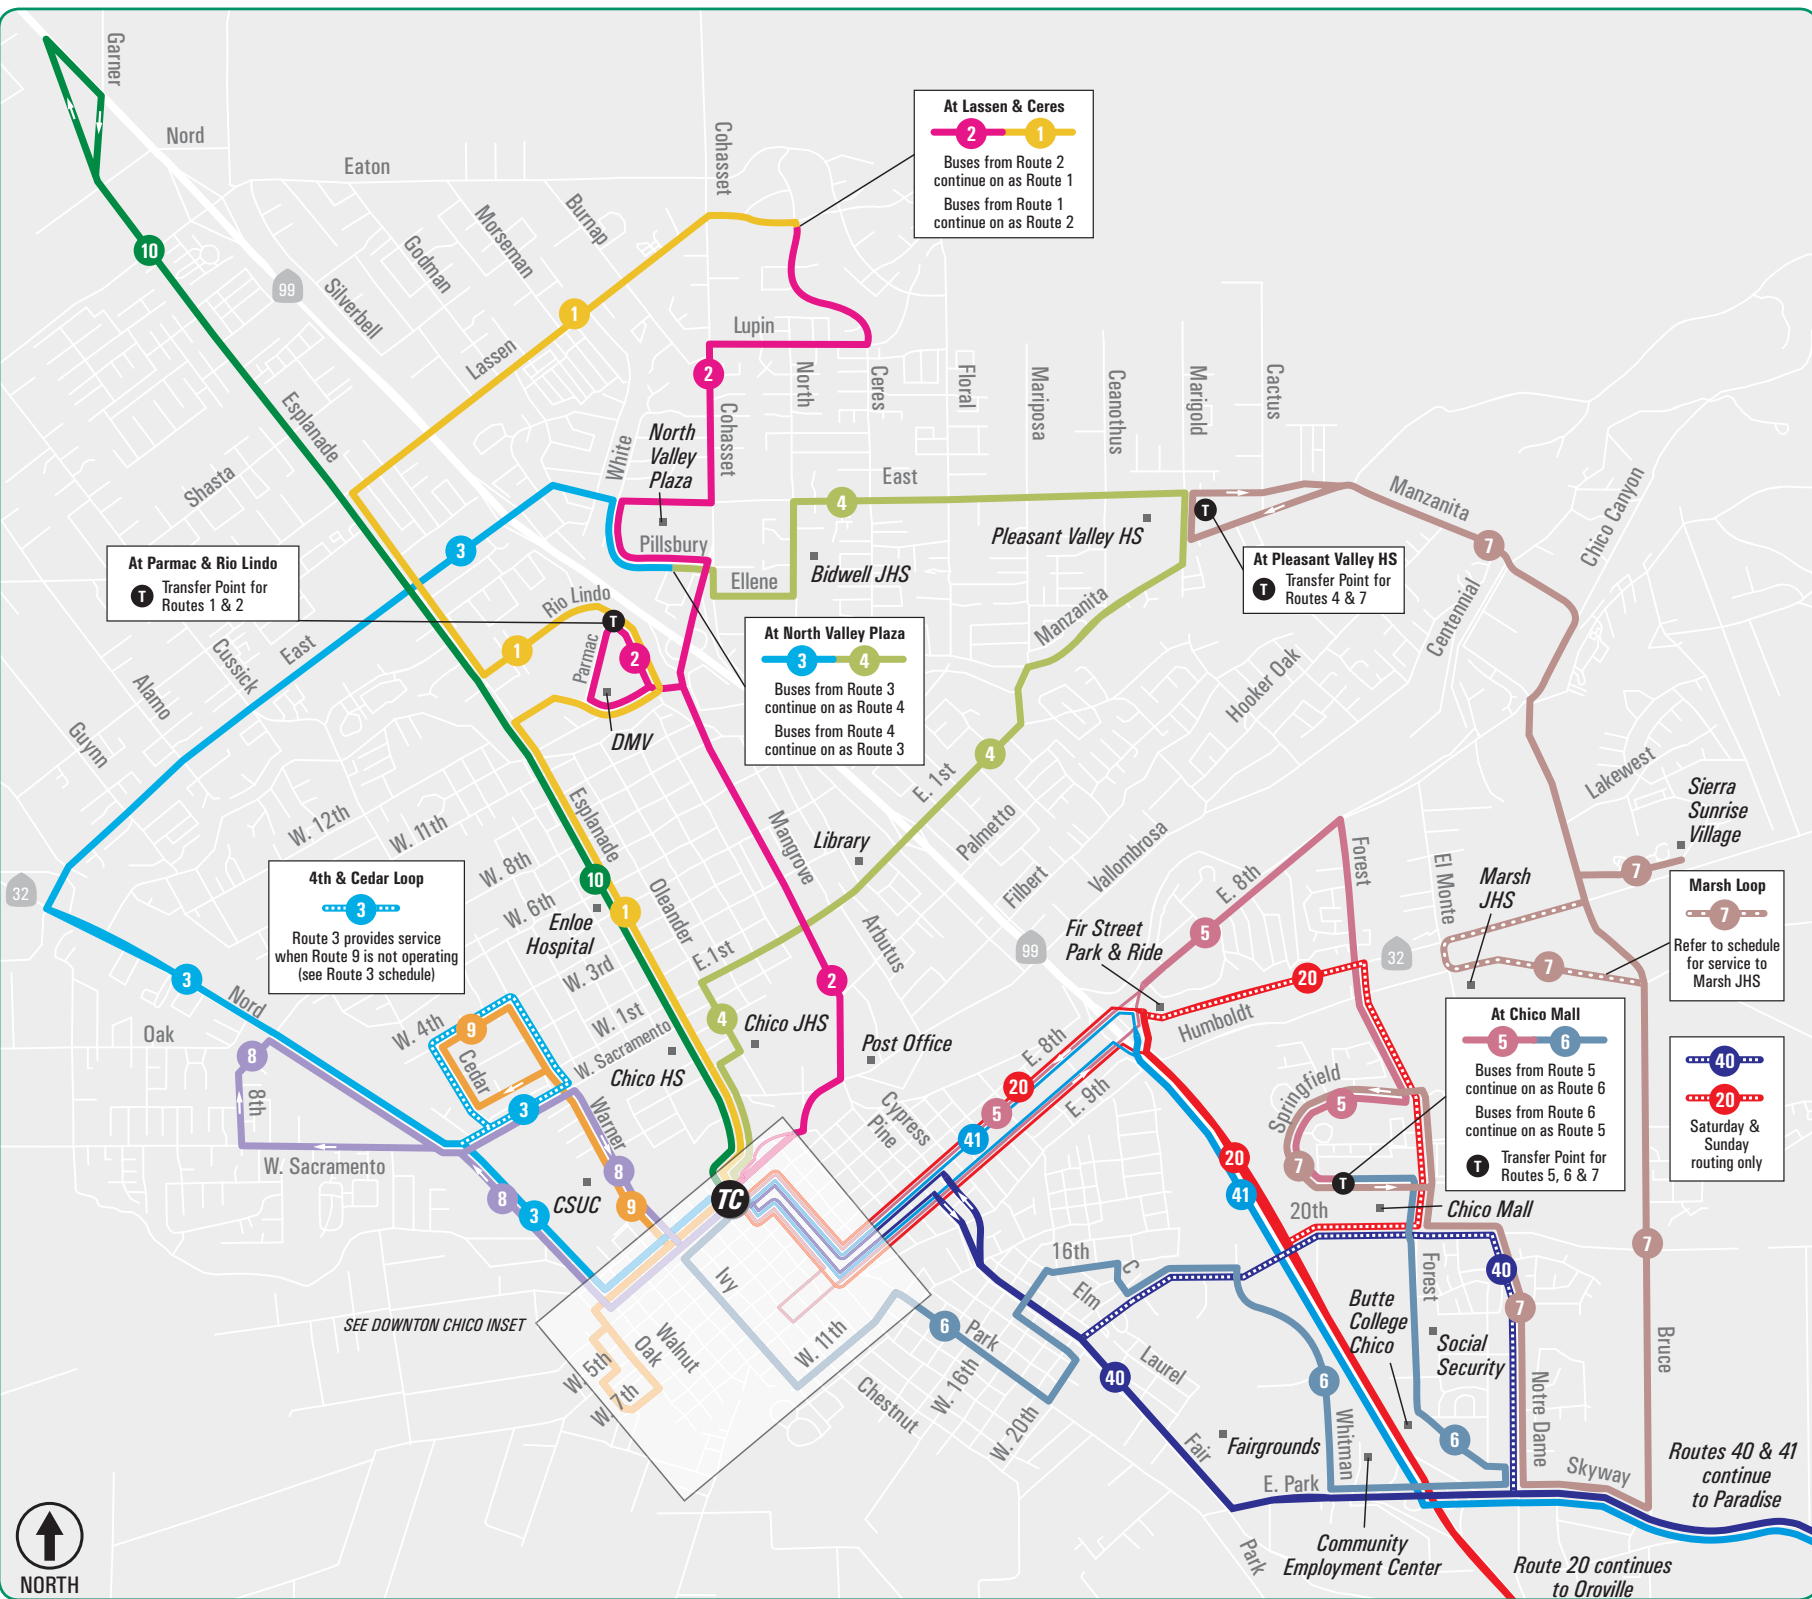 Garner
Nord
Eaton
Cohasset
At Lassen & Ceres
2
1
Buses from Route 2
continue on as Route 1
Buses from Route 1
continue on as Route 2
10
99
Silverbell
Godman
Morseman
Burnap
1
Lassen
Lupin
2
North
Ceres
Floral
Mariposa
Ceanothus
Marigold
Cactus
Esplanade
Shasta
White
North
Valley
Plaza
Cohasset
East
4
Pleasant Valley HS
T
Manzanita
7
Chico Canyon
At Parmac & Rio Lindo
T
Transfer Point for
Routes 1 & 2
3
Pillsbury
Ellene
Bidwell JHS
At Pleasant Valley HS
T
Transfer Point for
Routes 4 & 7
Centennial
Rio Lindo
T
1
Parmac
2
DMV
At North Valley Plaza
3
4
Buses from Route 3
continue on as Route 4
Buses from Route 4
continue on as Route 3
Manzanita
Hooker Oak
East
Cussick
Alamo
Guynn
4
E. 1st
Palmetto
Lakewest
Sierra
Sunrise
Village
7
W. 12th
W. 11th
W. 8th
W. 6th
Esplanade
Oleander
Mangrove
Library
Filbert
Vallombrosa
E. 8th
Forest
El Monte
Marsh
JHS
Marsh Loop
7
Refer to schedule
for service to
Marsh JHS
32
4th & Cedar Loop
3
Route 3 provides service
when Route 9 is not operating
(see Route 3 schedule)
10
1
Enloe
Hospital
W. 3rd
E.1st
Arbutus
2
99
Fir Street
Park & Ride
5
20
32
7
3
Nord
Oak
W. 4th
9
Cedar
W. 1st
W. Sacramento
4
Chico JHS
Post Office
Chico HS
Humboldt
E. 8th
E. 9th
At Chico Mall
5
6
Buses from Route 5
continue on as Route 6
Buses from Route 6
continue on as Route 5
T
Transfer Point for
Routes 5, 6 & 7
40
20
Saturday &
Sunday
routing only
8
8th
3
Warner
Cypress
Pine
20
5
41
Springfield
5
W. Sacramento
8
8
3
CSUC
9
TC
20
41
7
T
20th
Chico Mall
7
SEE DOWNTON CHICO INSET
Ivy
Walnut
Oak
W. 5th
W. 7th
W. 11th
6
Park
16th
C
Elm
Laurel
40
Butte
College
Chico
Forest
Social
Security
40
7
Bruce
Chestnut
W. 16th
W. 20th
Fair
Fairgrounds
6
Whitman
6
Notre Dame
Skyway
E. Park
Park
Community
Employment Center
Routes 40 & 41
continue
to Paradise
Route 20 continues
to Oroville
NORTH